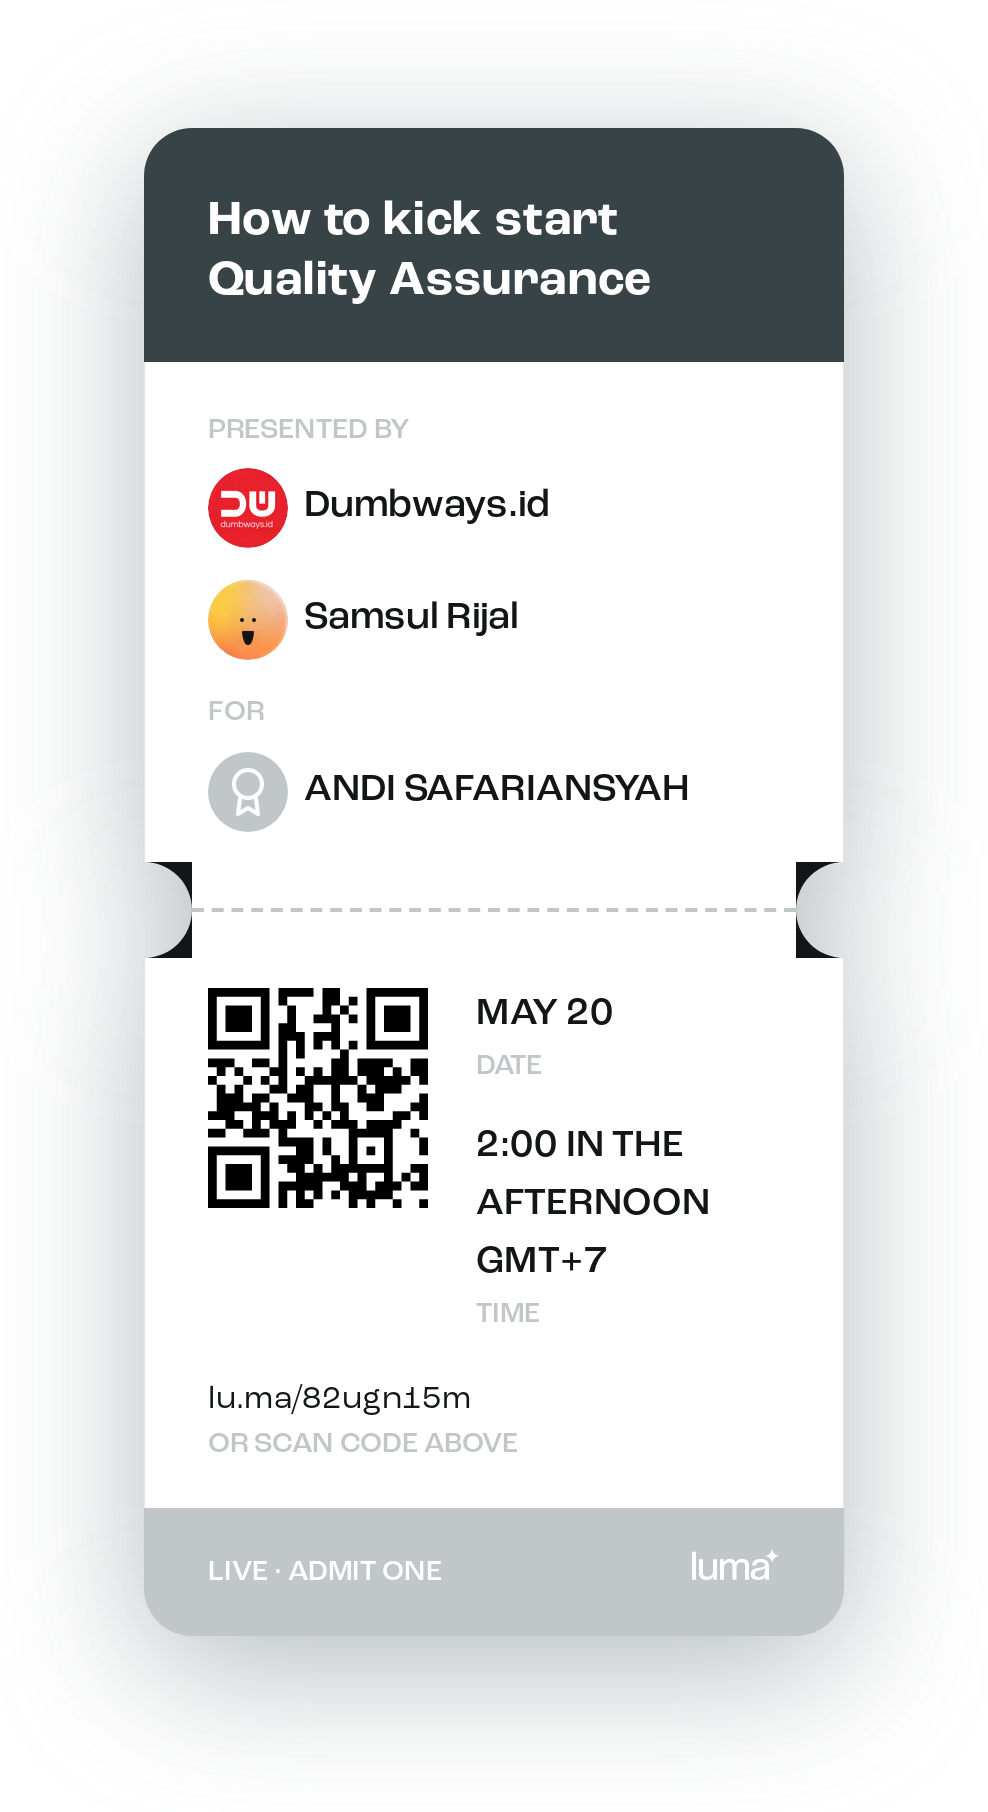 How to kick start
Quality Assurance
PRESENTED BY
DW
dumbways.id
Dumbways.id
Samsul Rijal
FOR
ANDI SAFARIANSYAH
MAY 20
DATE
2:00 IN THE
AFTERNOON
GMT+7
TIME
lu.ma/82ugn15m
OR SCAN CODE ABOVE
LIVE · ADMIT ONE
luma